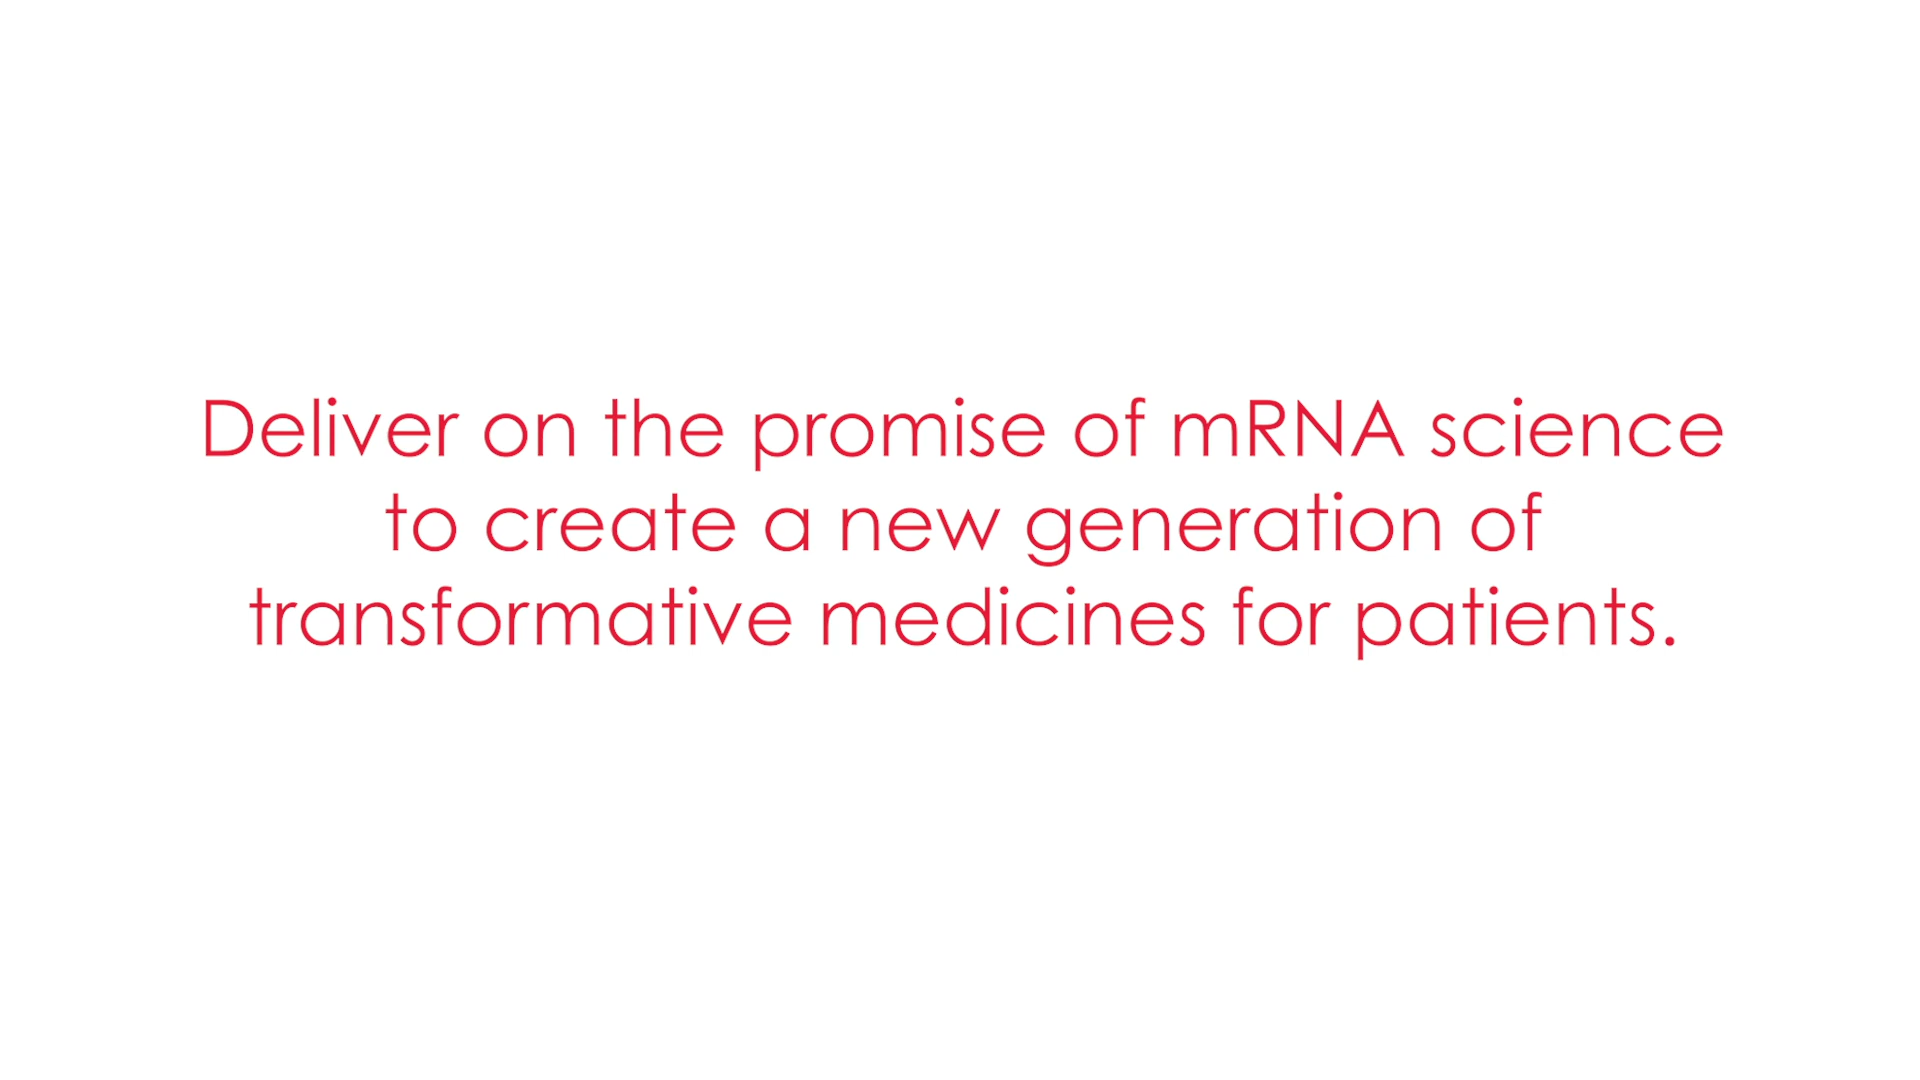 Deliver on the promise of mRNA science
to create a new generation of
transformative medicines for patients.